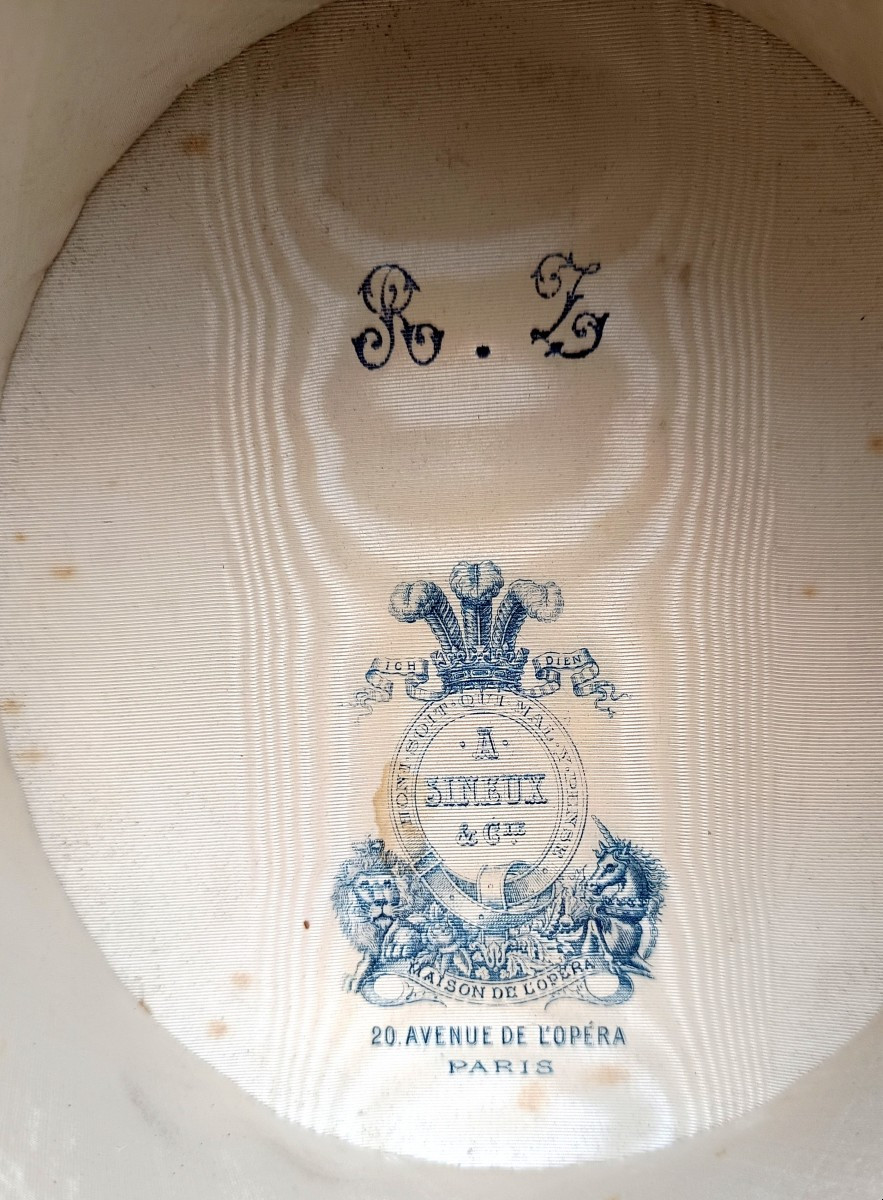 R . Z
ICH DIEN
HONI·SOIT·QUI MAL·Y·PENSE
·A·
SINEUX
& CIE
MAISON DE L'OPÉRA
20. AVENUE DE L'OPÉRA
PARIS